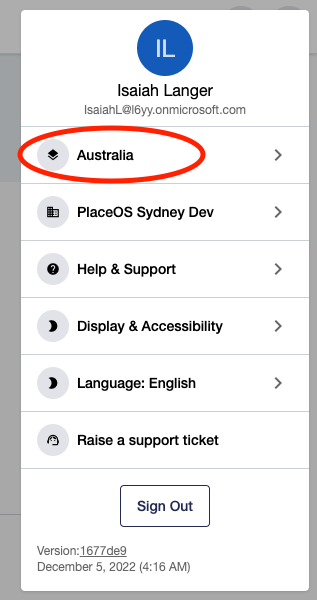 IL
Isaiah Langer
IsaiahL@l6yy.onmicrosoft.com
Australia
PlaceOS Sydney Dev
Help & Support
Display & Accessibility
Language: English
Raise a support ticket
Sign Out
Version:1677de9
December 5, 2022 (4:16 AM)